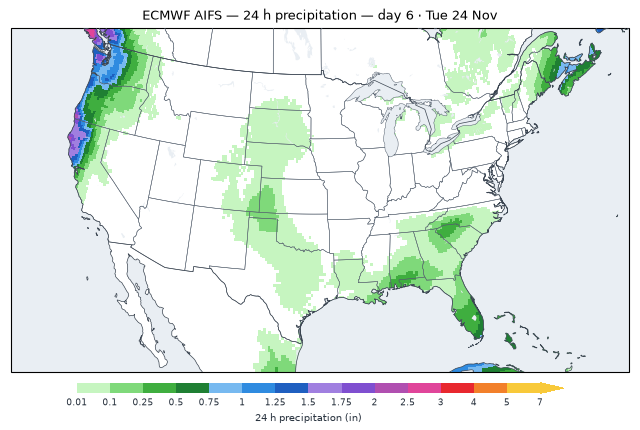 ECMWF AIFS — 24 h precipitation — day 6 · Tue 24 Nov
0.01 0.1 0.25 0.5 0.75 1 1.25 1.5 1.75 2 2.5 3 4 5 7
24 h precipitation (in)